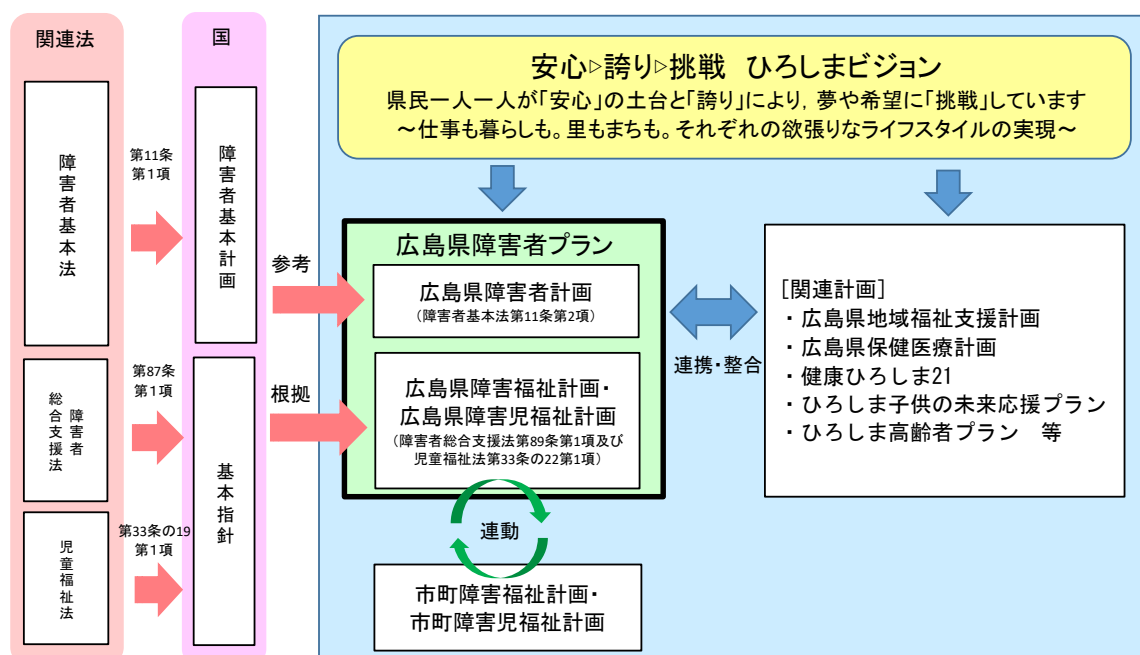 関連法
国
障害者基本法
第11条
第1項
障害者基本計画
障害者
総合支援法
第87条
第1項
児童福祉法
第33条の19
第1項
基本指針
参考
根拠
安心▷誇り▷挑戦　ひろしまビジョン
県民一人一人が「安心」の土台と「誇り」により，夢や希望に「挑戦」しています
～仕事も暮らしも。里もまちも。それぞれの欲張りなライフスタイルの実現～
広島県障害者プラン
広島県障害者計画
（障害者基本法第11条第2項）
広島県障害福祉計画・
広島県障害児福祉計画
（障害者総合支援法第89条第1項及び
児童福祉法第33条の22第1項）
連動
市町障害福祉計画・
市町障害児福祉計画
連携・整合
［関連計画］
・広島県地域福祉支援計画
・広島県保健医療計画
・健康ひろしま21
・ひろしま子供の未来応援プラン
・ひろしま高齢者プラン　等